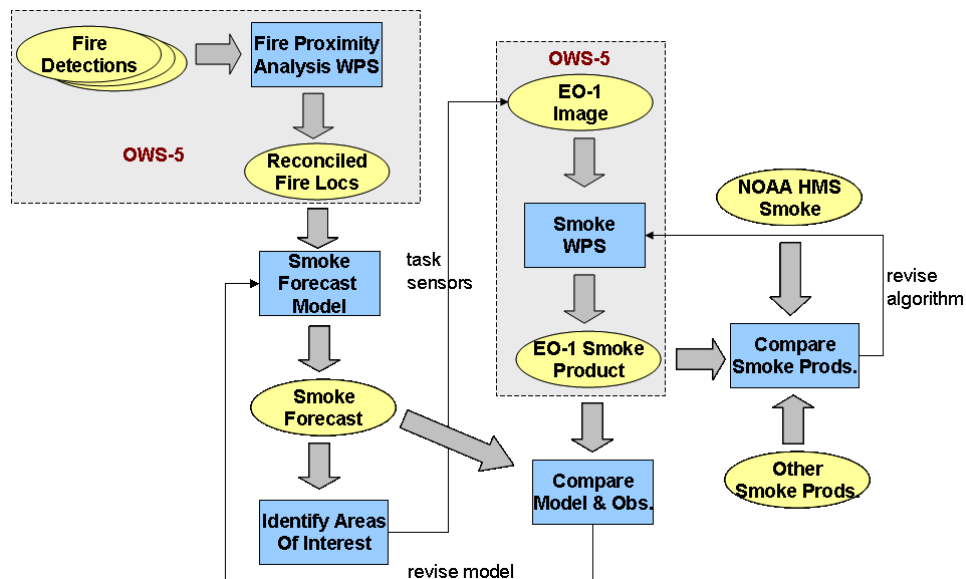 Fire
Detections
Fire Proximity
Analysis WPS
OWS-5
Reconciled
Fire Locs
Smoke
Forecast
Model
Smoke
Forecast
Identify Areas
Of Interest
task
sensors
OWS-5
EO-1
Image
Smoke
WPS
EO-1 Smoke
Product
Compare
Model & Obs.
revise model
NOAA HMS
Smoke
revise
algorithm
Compare
Smoke Prods.
Other
Smoke Prods.